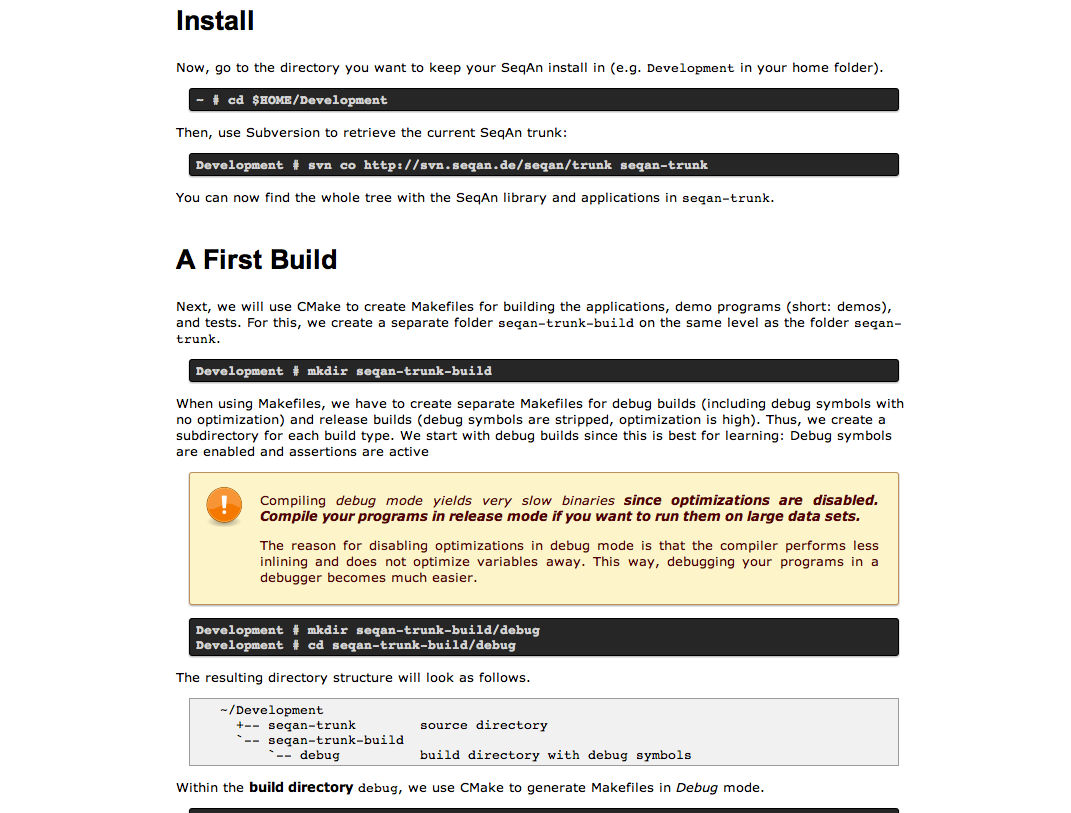 Install
Now, go to the directory you want to keep your SeqAn install in (e.g. Development in your home folder).
~ # cd $HOME/Development
Then, use Subversion to retrieve the current SeqAn trunk:
Development # svn co http://svn.seqan.de/seqan/trunk seqan-trunk
You can now find the whole tree with the SeqAn library and applications in seqan-trunk.
A First Build
Next, we will use CMake to create Makefiles for building the applications, demo programs (short: demos),
and tests. For this, we create a separate folder seqan-trunk-build on the same level as the folder seqan-
trunk.
Development # mkdir seqan-trunk-build
When using Makefiles, we have to create separate Makefiles for debug builds (including debug symbols with
no optimization) and release builds (debug symbols are stripped, optimization is high). Thus, we create a
subdirectory for each build type. We start with debug builds since this is best for learning: Debug symbols
are enabled and assertions are active
!
Compiling debug mode yields very slow binaries since optimizations are disabled.
Compile your programs in release mode if you want to run them on large data sets.
The reason for disabling optimizations in debug mode is that the compiler performs less
inlining and does not optimize variables away. This way, debugging your programs in a
debugger becomes much easier.
Development # mkdir seqan-trunk-build/debug
Development # cd seqan-trunk-build/debug
The resulting directory structure will look as follows.
~/Development
+-- seqan-trunk        source directory
`-- seqan-trunk-build
`-- debug          build directory with debug symbols
Within the build directory debug, we use CMake to generate Makefiles in Debug mode.